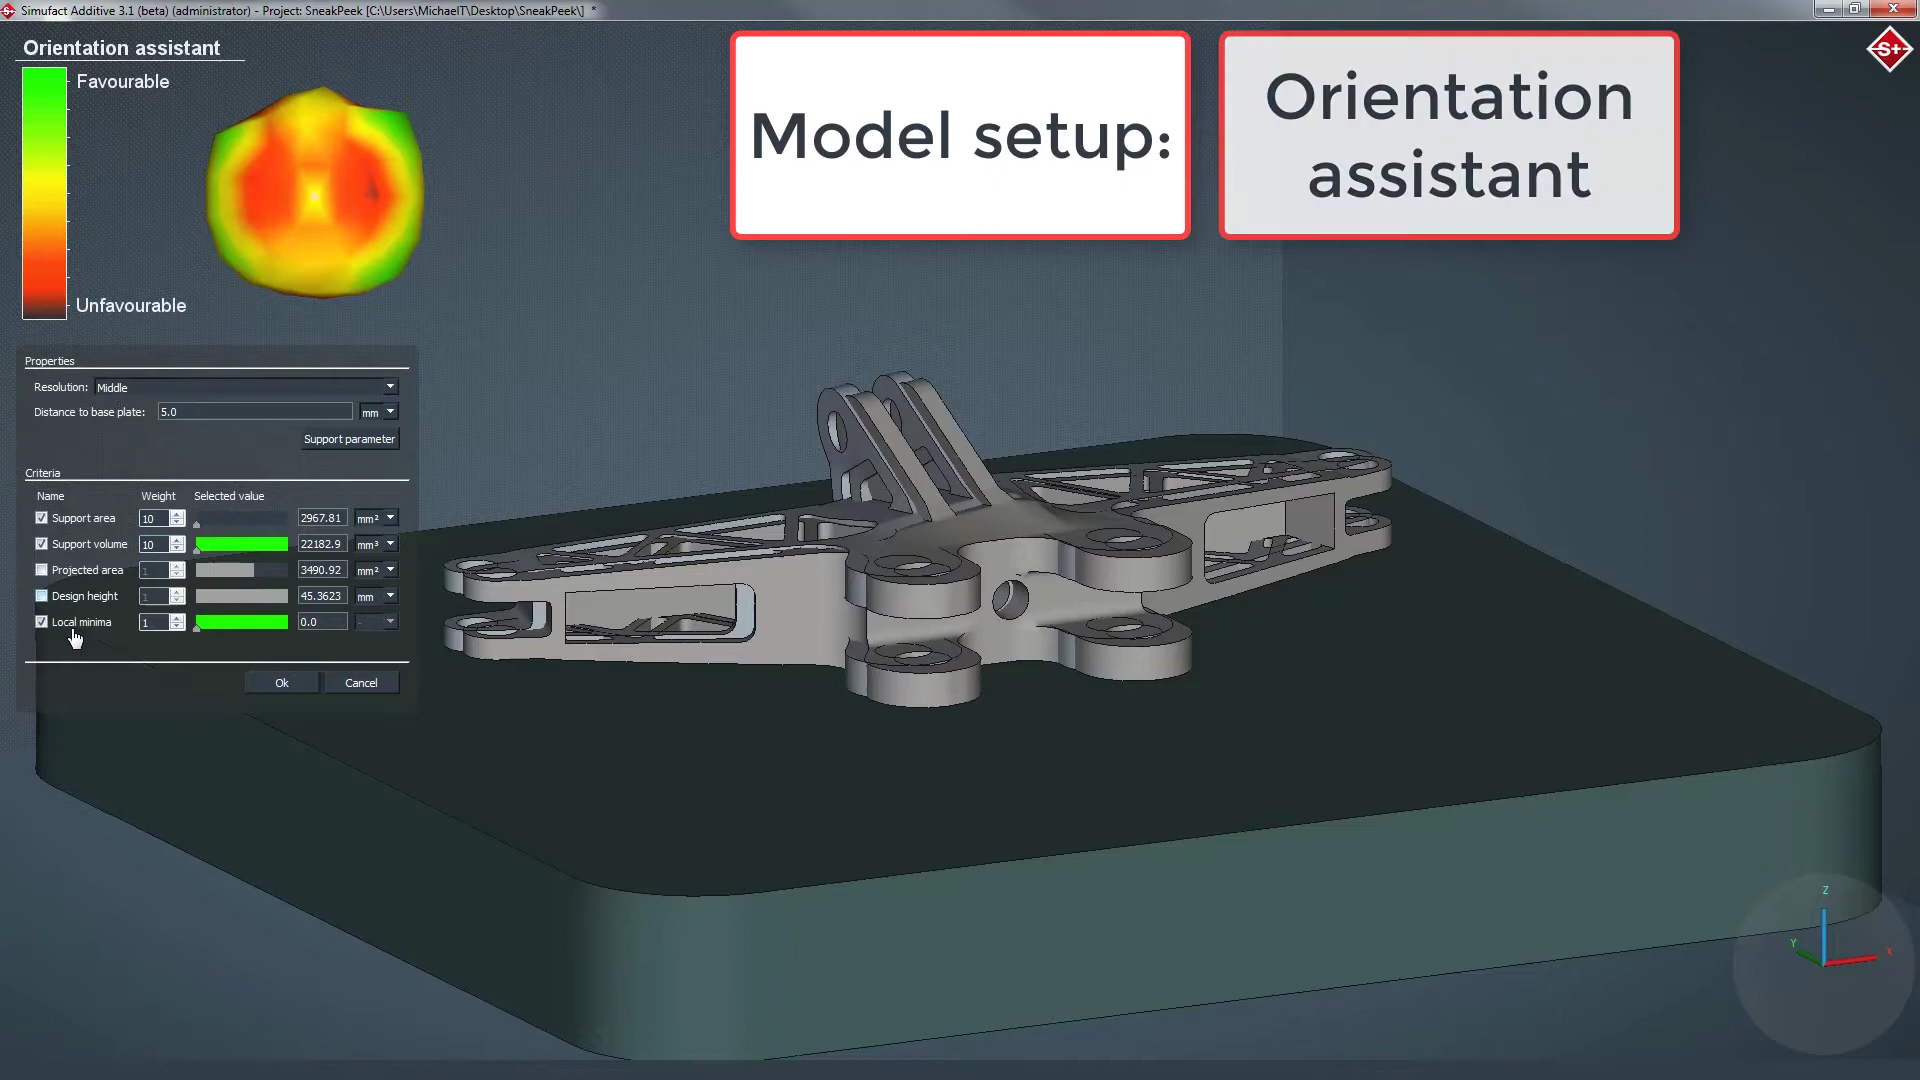 Simufact Additive 3.1 (beta) (administrator) - Project: SneakPeek [C:\Users\MichaelT\Desktop\SneakPeek\] *
Orientation assistant
Favourable
Unfavourable
Model setup:
Orientation
assistant
S+
Properties
Resolution: Middle
Distance to base plate: 5.0 mm
Support parameter
Criteria
Name Weight Selected value
Support area 10 2967.81 mm²
Support volume 10 22182.9 mm³
Projected area 1 3490.92 mm²
Design height 1 45.3623 mm
Local minima 1 0.0 -
Ok Cancel
Z
Y
X